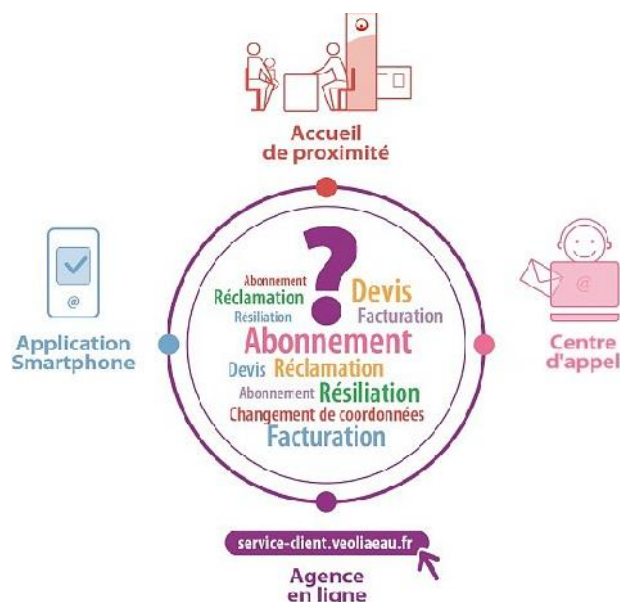 Accueil
de proximité
?
Abonnement
Réclamation
Devis
Résiliation
Facturation
Abonnement
Devis Réclamation
Abonnement Résiliation
Changement de coordonnées
Facturation
Application
Smartphone
@
@
Centre
d'appel
service-client.veoliaeau.fr
Agence
en ligne